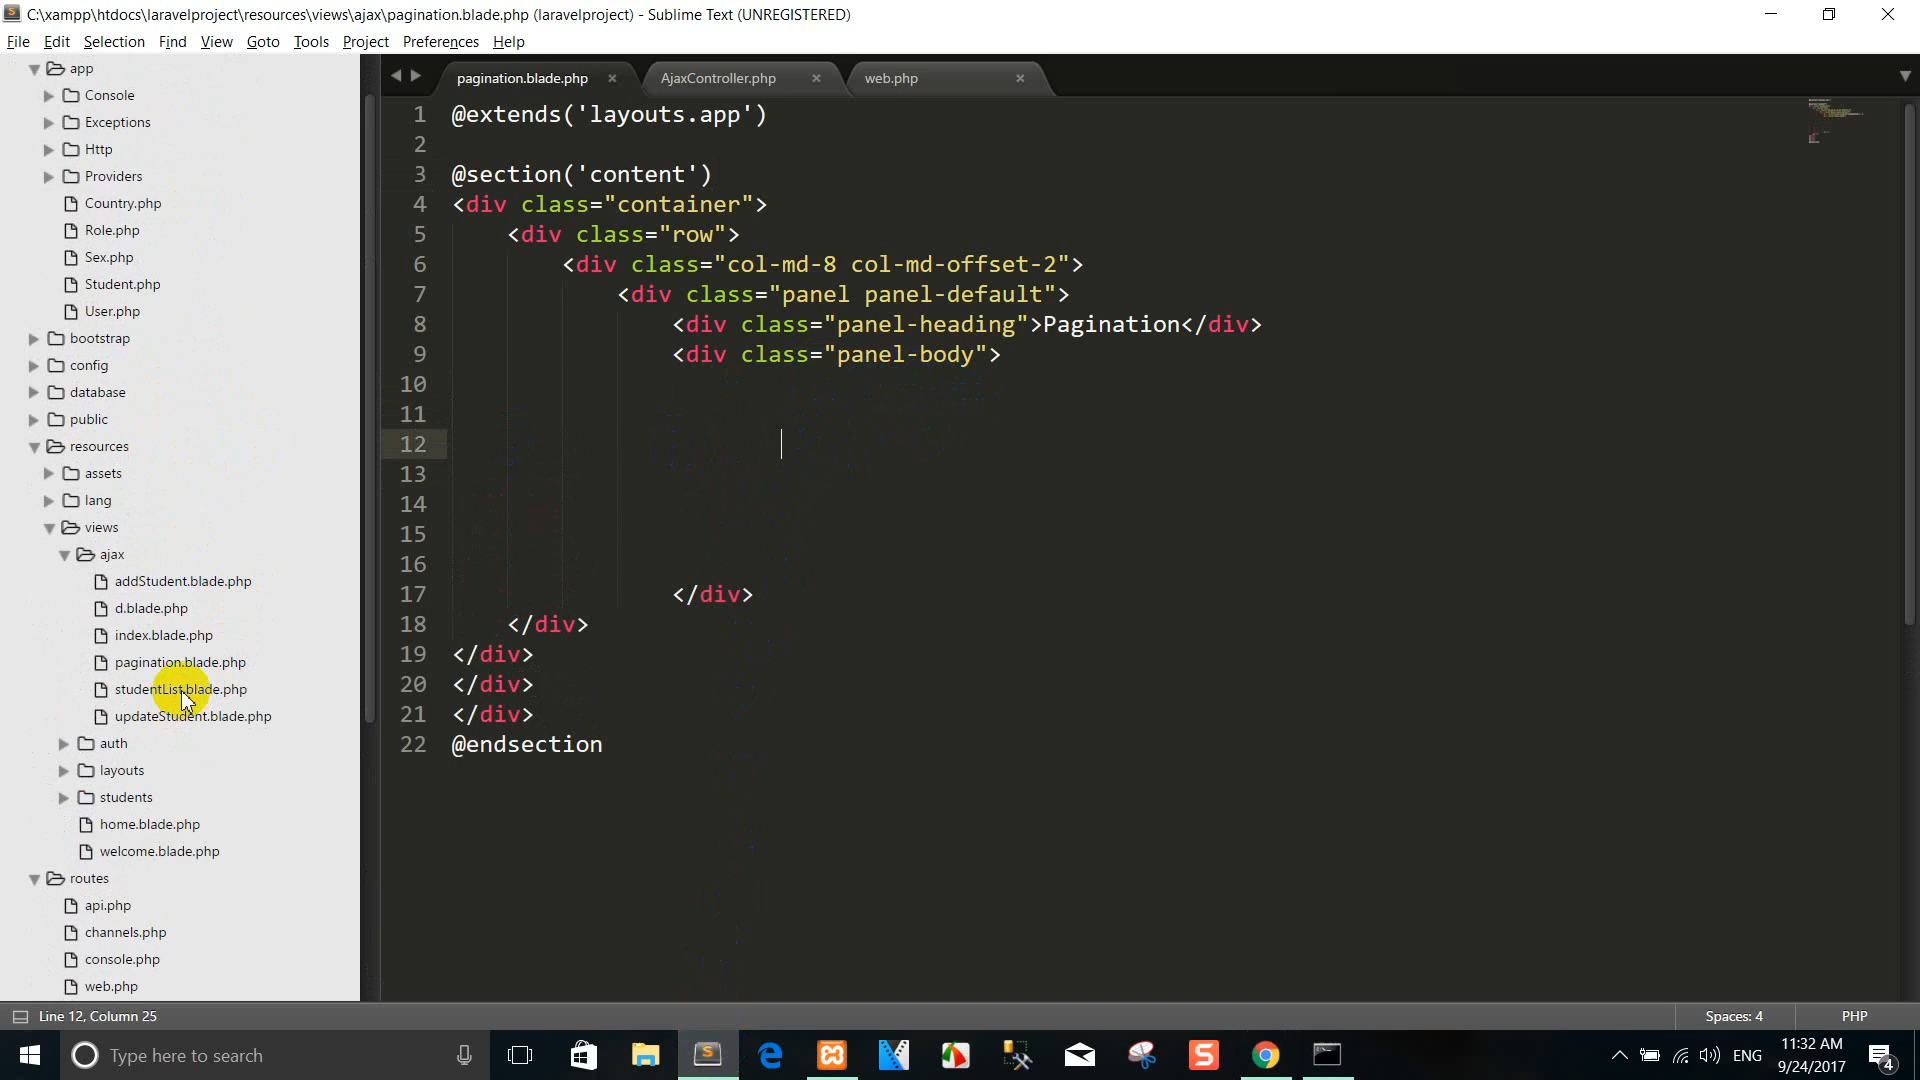 C:\xampp\htdocs\laravelproject\resources\views\ajax\pagination.blade.php (laravelproject) - Sublime Text (UNREGISTERED)
File Edit Selection Find View Goto Tools Project Preferences Help
app
Console
Exceptions
Http
Providers
Country.php
Role.php
Sex.php
Student.php
User.php
bootstrap
config
database
public
resources
assets
lang
views
ajax
addStudent.blade.php
d.blade.php
index.blade.php
pagination.blade.php
studentList.blade.php
updateStudent.blade.php
auth
layouts
students
home.blade.php
welcome.blade.php
routes
api.php
channels.php
console.php
web.php
pagination.blade.php AjaxController.php web.php
1 @extends('layouts.app')
2
3 @section('content')
4 <div class="container">
5 <div class="row">
6 <div class="col-md-8 col-md-offset-2">
7 <div class="panel panel-default">
8 <div class="panel-heading">Pagination</div>
9 <div class="panel-body">
10
11
12
13
14
15
16
17 </div>
18 </div>
19 </div>
20 </div>
21 </div>
22 @endsection
Line 12, Column 25
Spaces: 4 PHP
Type here to search
ENG
11:32 AM
9/24/2017
4